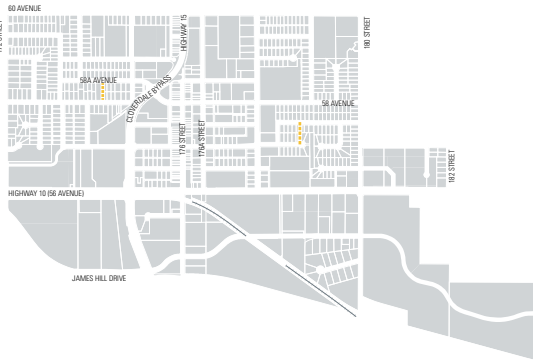 60 AVENUE
HIGHWAY 15
180 STREET
58A AVENUE
CLOVERDALE BYPASS
58 AVENUE
176 STREET
176A STREET
182 STREET
HIGHWAY 10 (56 AVENUE)
JAMES HILL DRIVE